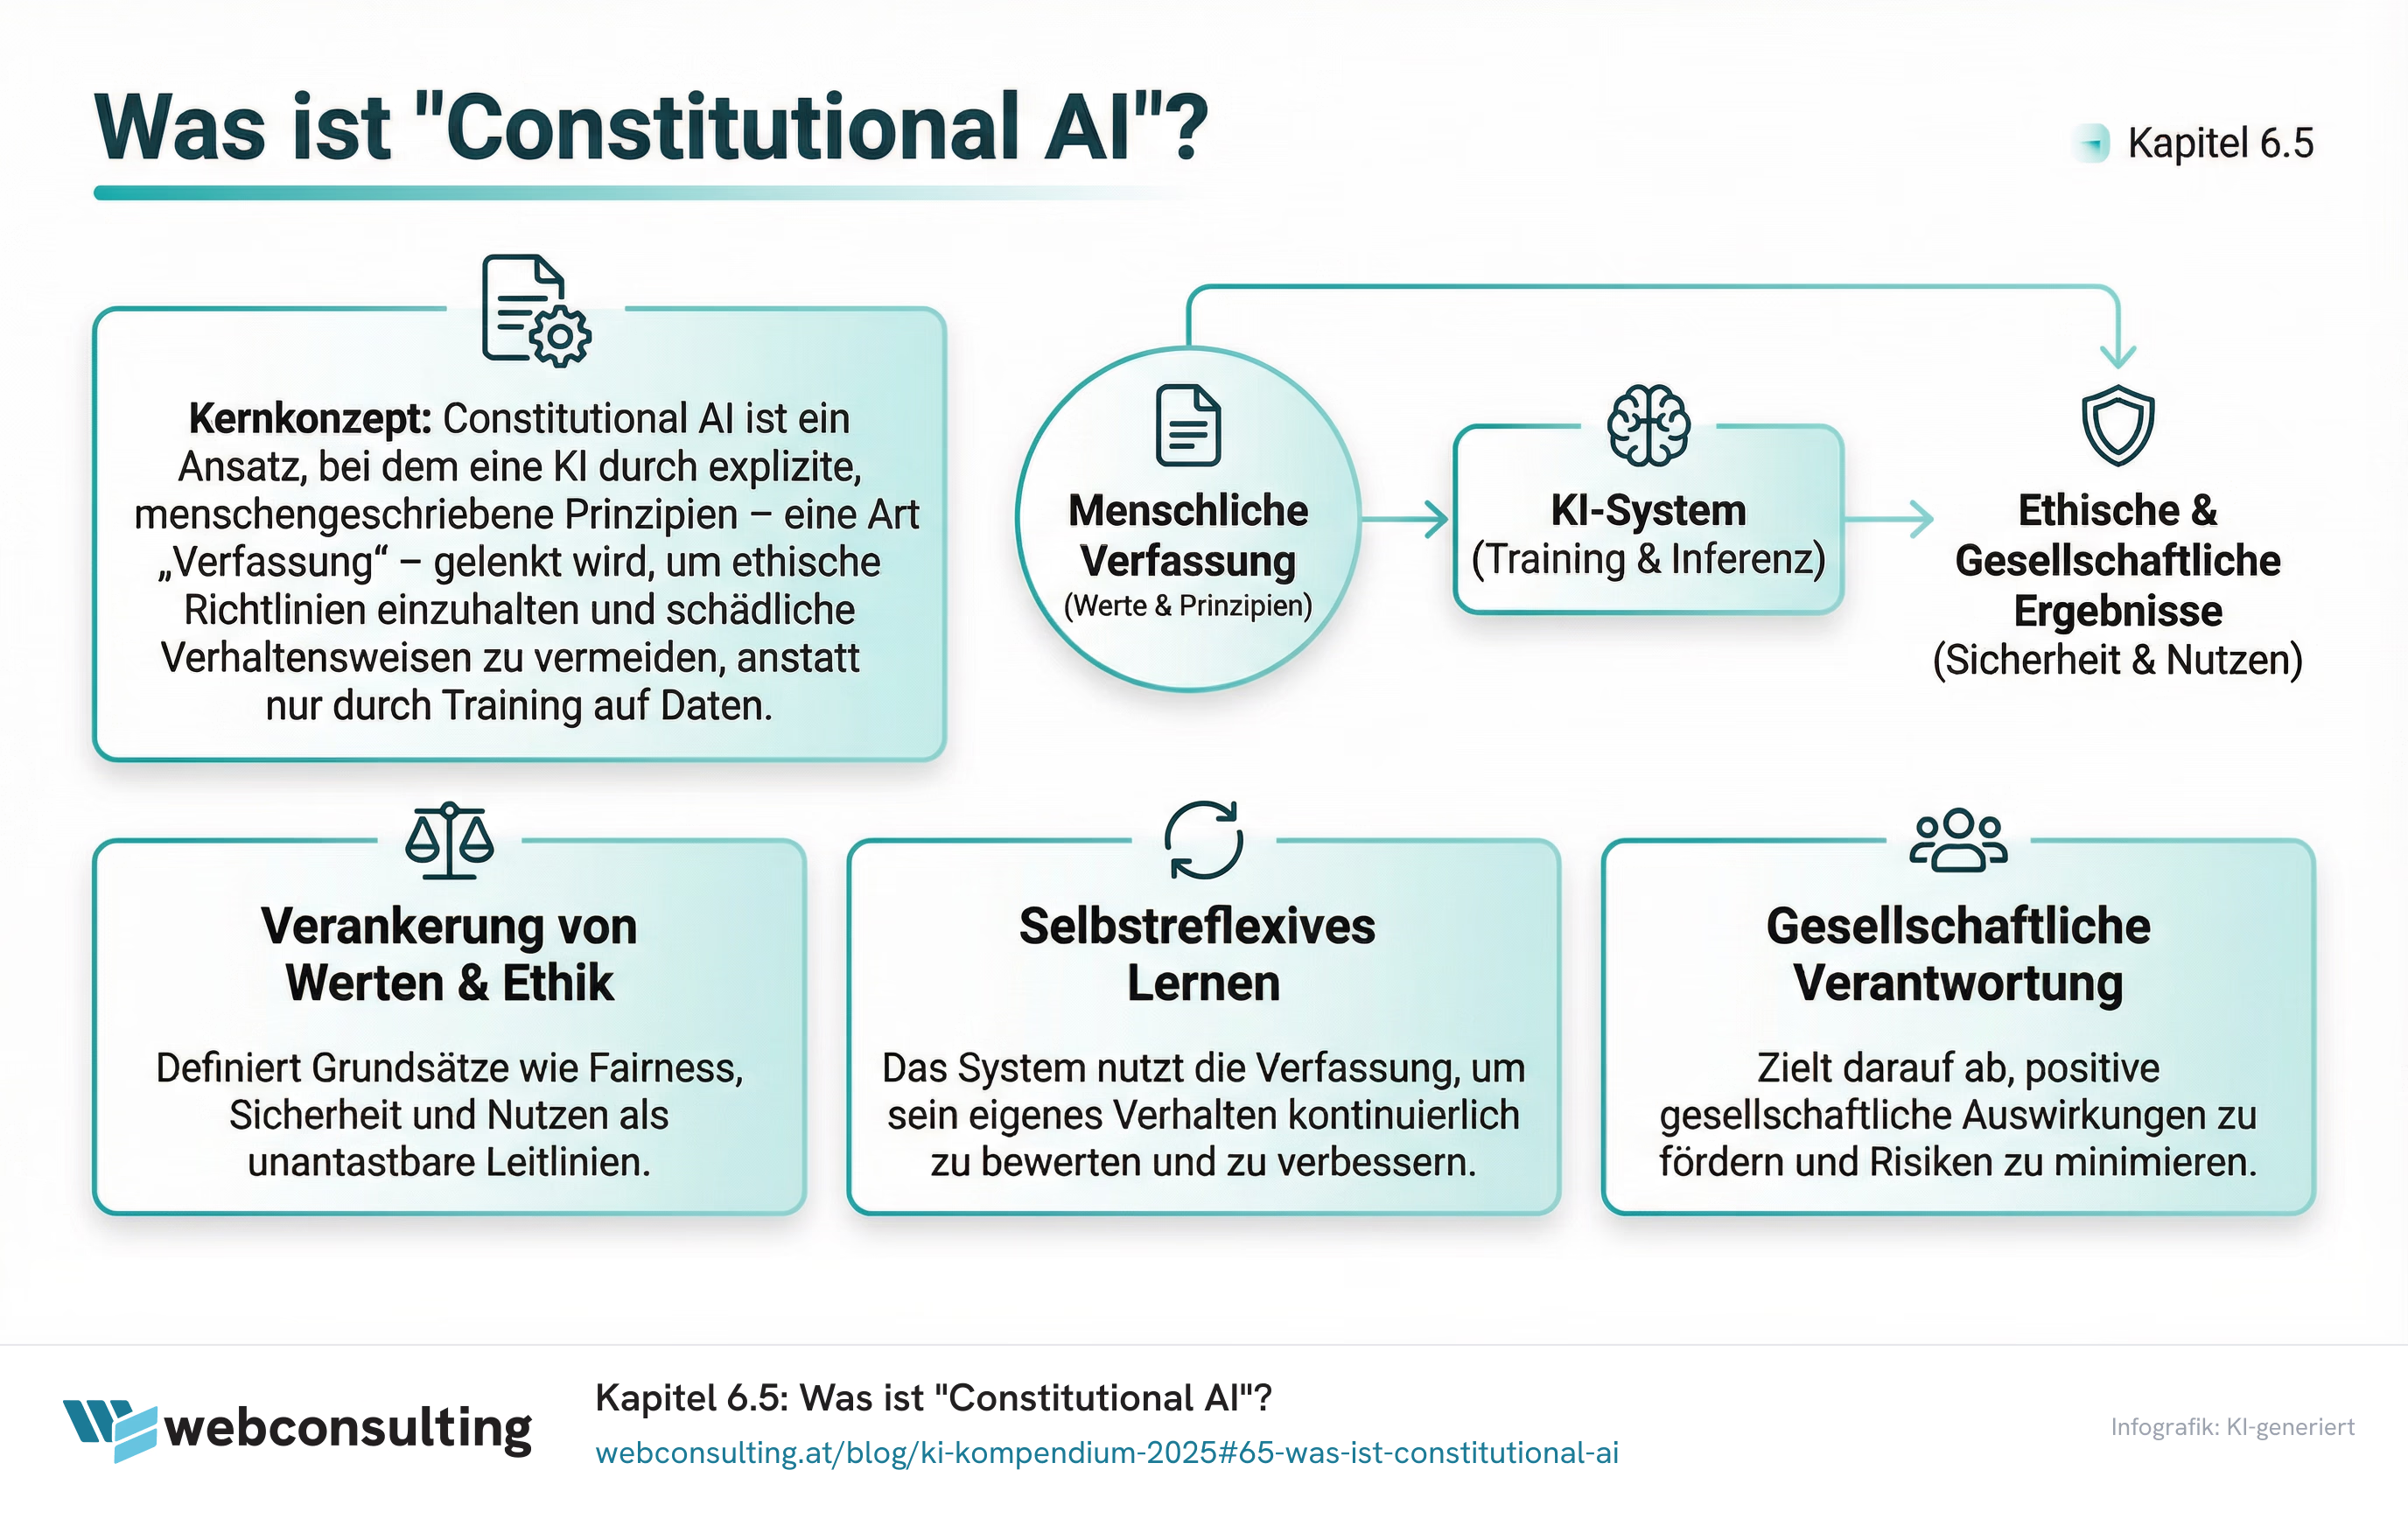 Was ist "Constitutional AI"?
Kapitel 6.5
Kernkonzept: Constitutional AI ist ein
Ansatz, bei dem eine KI durch explizite,
menschengeschriebene Prinzipien – eine Art
„Verfassung“ – gelenkt wird, um ethische
Richtlinien einzuhalten und schädliche
Verhaltensweisen zu vermeiden, anstatt
nur durch Training auf Daten.
Menschliche
Verfassung
(Werte & Prinzipien)
KI-System
(Training & Inferenz)
Ethische &
Gesellschaftliche
Ergebnisse
(Sicherheit & Nutzen)
Verankerung von
Werten & Ethik
Definiert Grundsätze wie Fairness,
Sicherheit und Nutzen als
unantastbare Leitlinien.
Selbstreflexives
Lernen
Das System nutzt die Verfassung, um
sein eigenes Verhalten kontinuierlich
zu bewerten und zu verbessern.
Gesellschaftliche
Verantwortung
Zielt darauf ab, positive
gesellschaftliche Auswirkungen zu
fördern und Risiken zu minimieren.
webconsulting
Kapitel 6.5: Was ist "Constitutional AI"?
webconsulting.at/blog/ki-kompendium-2025#65-was-ist-constitutional-ai
Infografik: KI-generiert